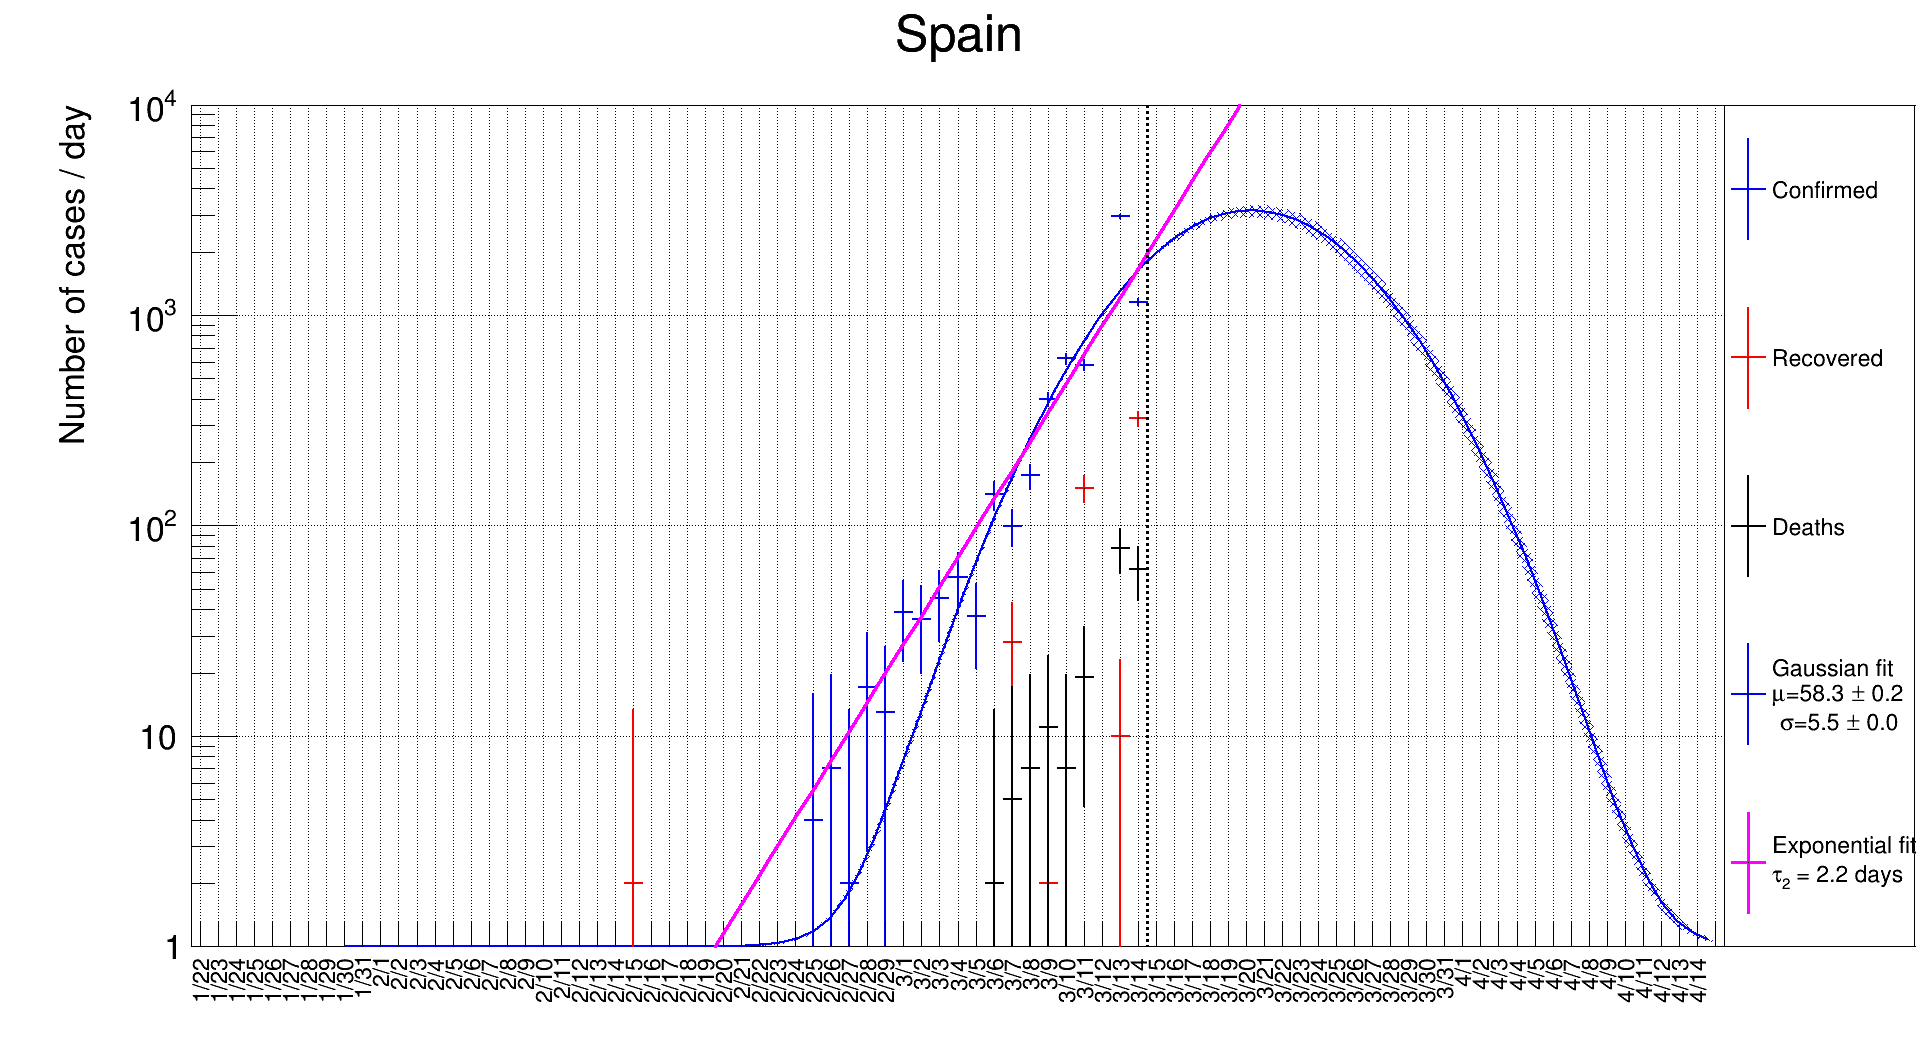 Spain
Number of cases / day
10⁴
10³
10²
10
1
1/22 1/23 1/24 1/25 1/26 1/27 1/28 1/29 1/30 1/31 2/1 2/2 2/3 2/4 2/5 2/6 2/7 2/8 2/9 2/10 2/11 2/12 2/13 2/14 2/15 2/16 2/17 2/18 2/19 2/20 2/21 2/22 2/23 2/24 2/25 2/26 2/27 2/28 2/29 3/1 3/2 3/3 3/4 3/5 3/6 3/7 3/8 3/9 3/10 3/11 3/12 3/13 3/14 3/15 3/16 3/17 3/18 3/19 3/20 3/21 3/22 3/23 3/24 3/25 3/26 3/27 3/28 3/29 3/30 3/31 4/1 4/2 4/3 4/4 4/5 4/6 4/7 4/8 4/9 4/10 4/11 4/12 4/13 4/14
Confirmed
Recovered
Deaths
Gaussian fit
μ=58.3 ± 0.2
σ=5.5 ± 0.0
Exponential fit
τ₂ = 2.2 days